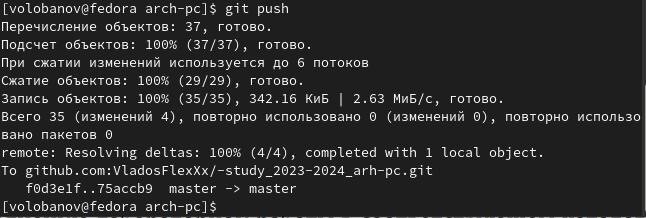 [volobanov@fedora arch-pc]$ git push
Перечисление объектов: 37, готово.
Подсчет объектов: 100% (37/37), готово.
При сжатии изменений используется до 6 потоков
Сжатие объектов: 100% (29/29), готово.
Запись объектов: 100% (35/35), 342.16 КиБ | 2.63 МиБ/с, готово.
Всего 35 (изменений 4), повторно использовано 0 (изменений 0), повторно использо
вано пакетов 0
remote: Resolving deltas: 100% (4/4), completed with 1 local object.
To github.com:VladosFlexXx/-study_2023-2024_arh-pc.git
   f0d3e1f..75accb9  master -> master
[volobanov@fedora arch-pc]$